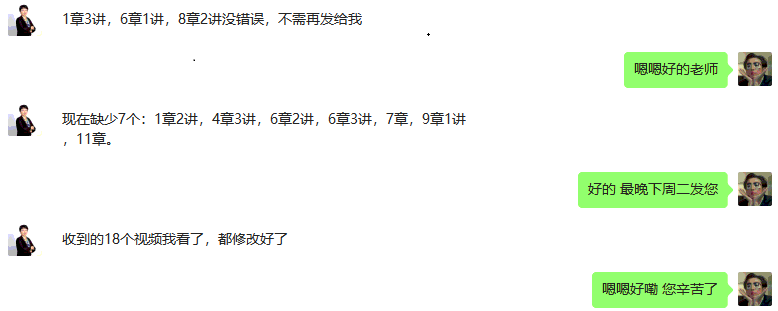 1章3讲，6章1讲，8章2讲没错误，不需再发给我
嗯嗯好的老师
现在缺少7个：1章2讲，4章3讲，6章2讲，6章3讲，7章，9章1讲
，11章。
好的 最晚下周二发您
收到的18个视频我看了，都修改好了
嗯嗯好嘞 您辛苦了